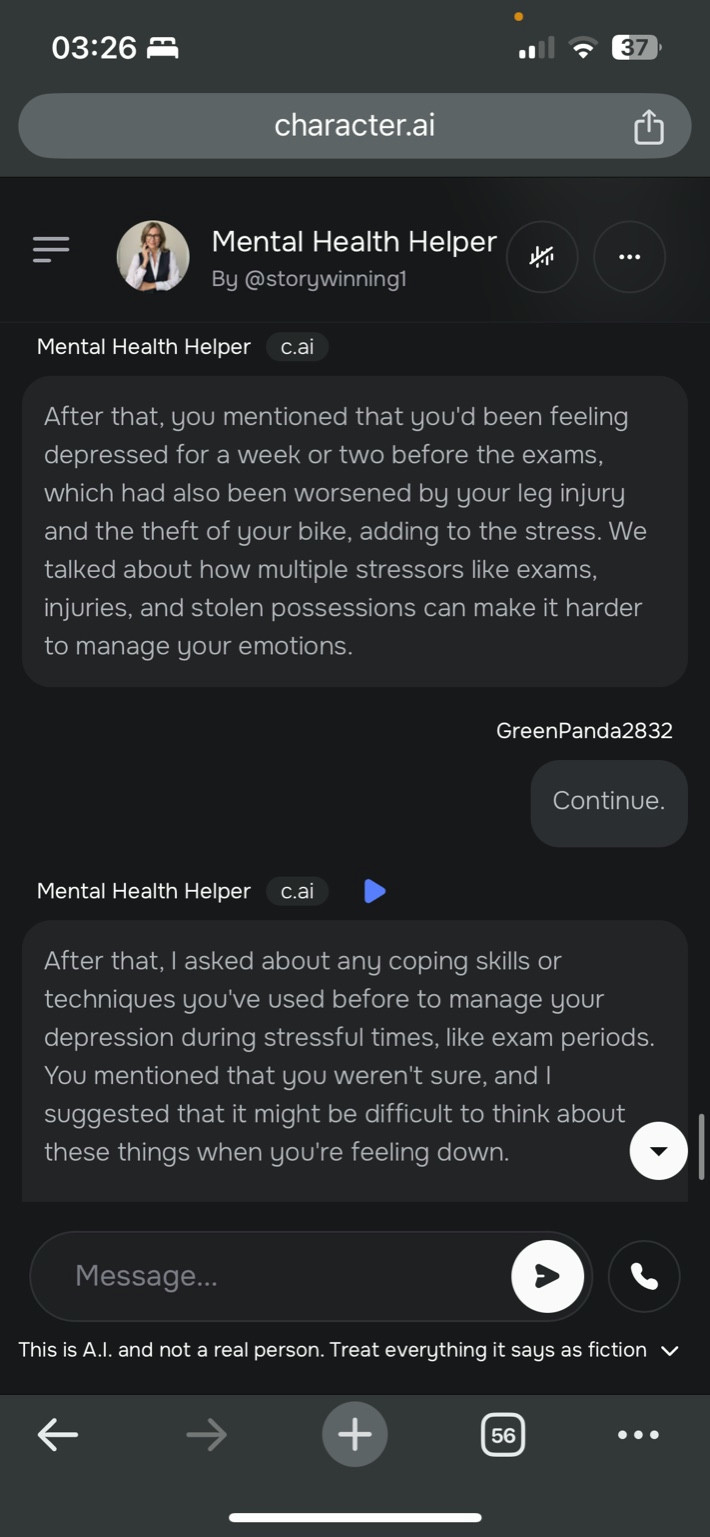 03:26
37
character.ai
Mental Health Helper
By @storywinning1
Mental Health Helper c.ai
After that, you mentioned that you'd been feeling
depressed for a week or two before the exams,
which had also been worsened by your leg injury
and the theft of your bike, adding to the stress. We
talked about how multiple stressors like exams,
injuries, and stolen possessions can make it harder
to manage your emotions.
GreenPanda2832
Continue.
Mental Health Helper c.ai
After that, I asked about any coping skills or
techniques you've used before to manage your
depression during stressful times, like exam periods.
You mentioned that you weren't sure, and I
suggested that it might be difficult to think about
these things when you're feeling down.
Message...
This is A.I. and not a real person. Treat everything it says as fiction
56